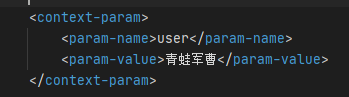 <context-param>
<param-name>user</param-name>
<param-value>青蛙军曹</param-value>
</context-param>